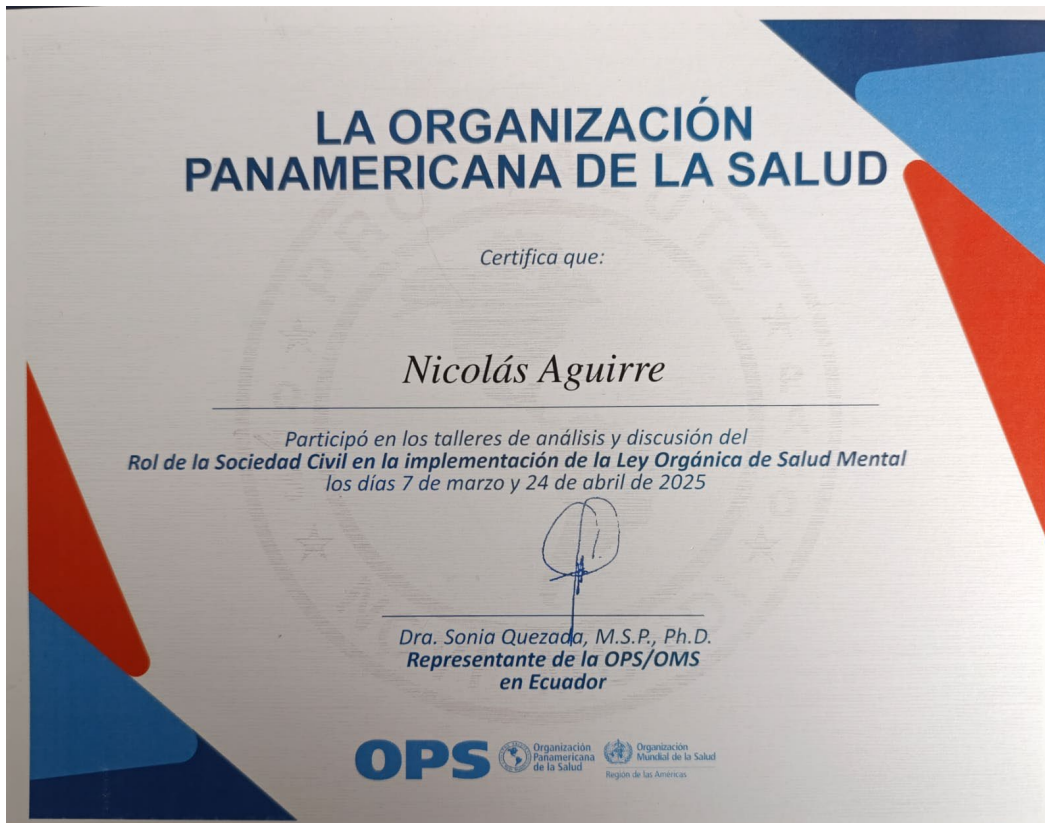 LA ORGANIZACIÓN
PANAMERICANA DE LA SALUD
Certifica que:
Nicolás Aguirre
Participó en los talleres de análisis y discusión del
Rol de la Sociedad Civil en la implementación de la Ley Orgánica de Salud Mental
los días 7 de marzo y 24 de abril de 2025
Dra. Sonia Quezada, M.S.P., Ph.D.
Representante de la OPS/OMS
en Ecuador
OPS
Organización
Panamericana
de la Salud
Organización
Mundial de la Salud
Región de las Américas